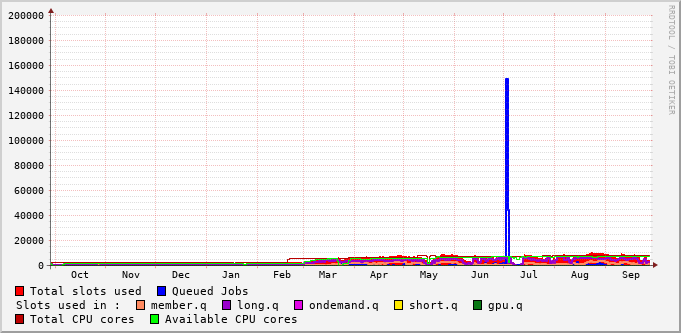 200000
180000
160000
140000
120000
100000
80000
60000
40000
20000
0
Oct Nov Dec Jan Feb Mar Apr May Jun Jul Aug Sep
RRDTOOL / TOBI OETIKER
Total slots used Queued Jobs
Slots used in : member.q long.q ondemand.q short.q gpu.q
Total CPU cores Available CPU cores